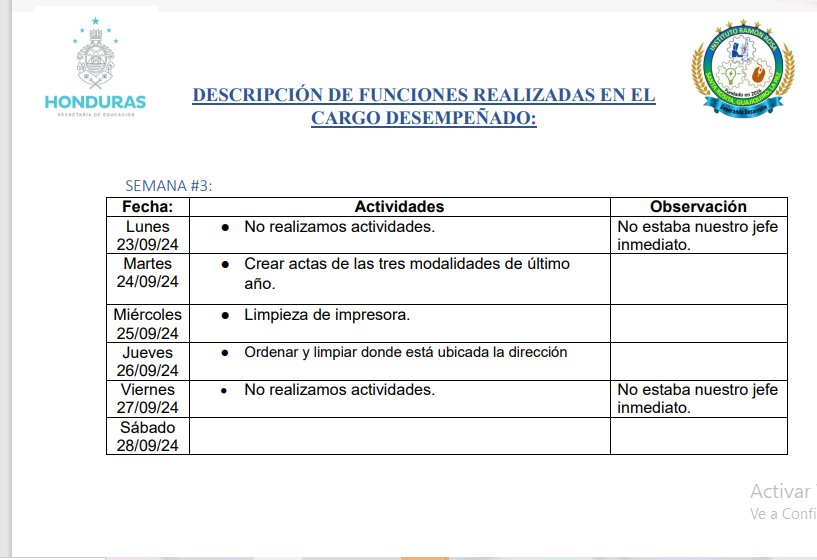 HONDURAS
SECRETARÍA DE EDUCACIÓN
INSTITUTO RAMÓN ROSA
Fundado en 2016
DESCRIPCIÓN DE FUNCIONES REALIZADAS EN EL
CARGO DESEMPEÑADO:
SEMANA #3:
Fecha: Actividades Observación
Lunes ● No realizamos actividades. No estaba nuestro jefe
23/09/24 inmediato.
Martes ● Crear actas de las tres modalidades de último
24/09/24 año.
Miércoles ● Limpieza de impresora.
25/09/24
Jueves ● Ordenar y limpiar donde está ubicada la dirección
26/09/24
Viernes • No realizamos actividades. No estaba nuestro jefe
27/09/24 inmediato.
Sábado
28/09/24
Activar
Ve a Confi